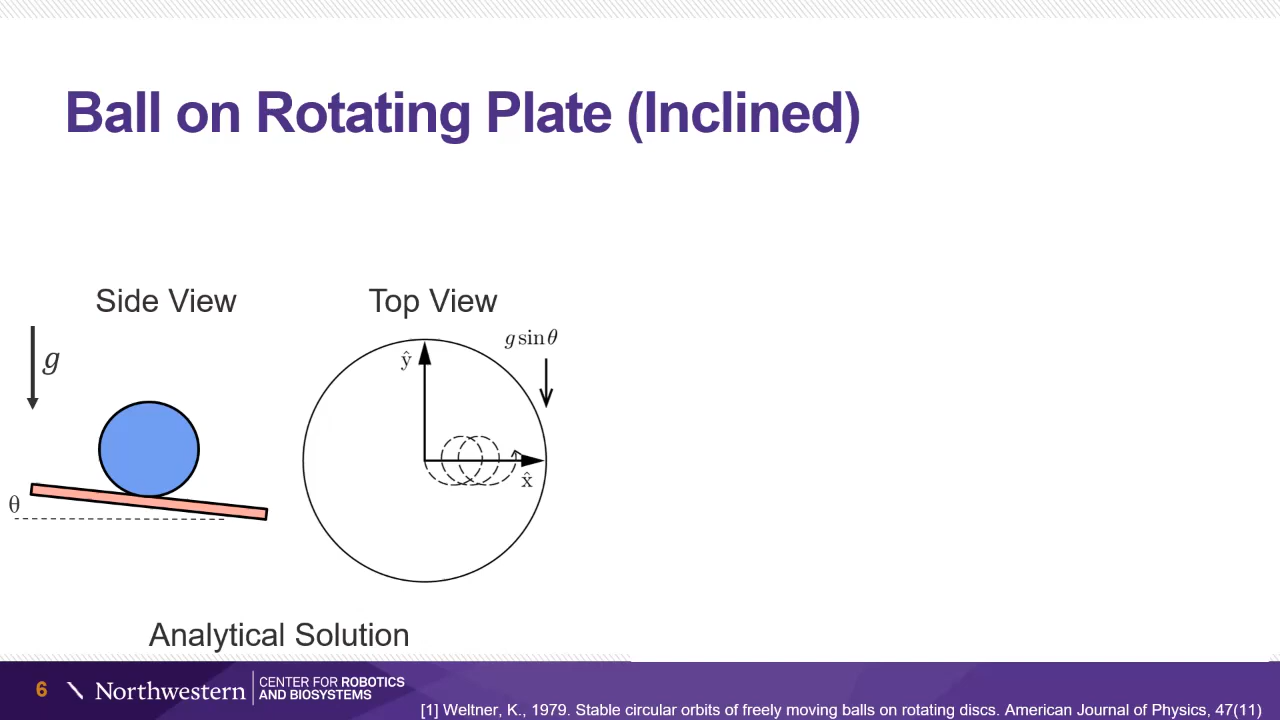 Ball on Rotating Plate (Inclined)
Side View
Top View
g
g sin θ
ŷ
x̂
θ
Analytical Solution
6
Northwestern
CENTER FOR ROBOTICS
AND BIOSYSTEMS
[1] Weltner, K., 1979. Stable circular orbits of freely moving balls on rotating discs. American Journal of Physics, 47(11)